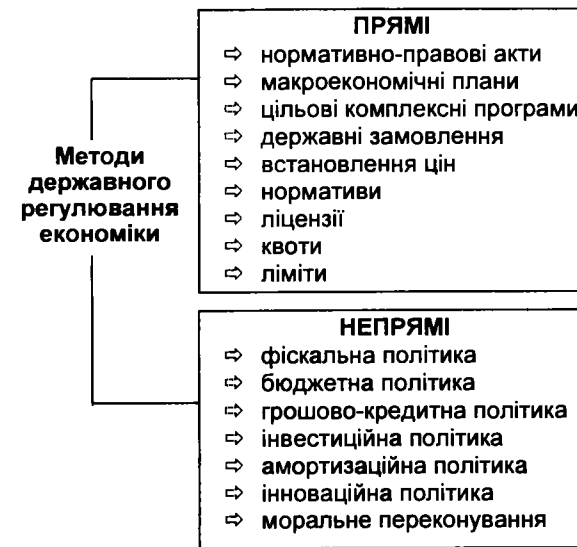 ПРЯМІ
⇨ нормативно-правові акти
⇨ макроекономічні плани
⇨ цільові комплексні програми
⇨ державні замовлення
⇨ встановлення цін
⇨ нормативи
⇨ ліцензії
⇨ квоти
⇨ ліміти
Методи
державного
регулювання
економіки
НЕПРЯМІ
⇨ фіскальна політика
⇨ бюджетна політика
⇨ грошово-кредитна політика
⇨ інвестиційна політика
⇨ амортизаційна політика
⇨ інноваційна політика
⇨ моральне переконування